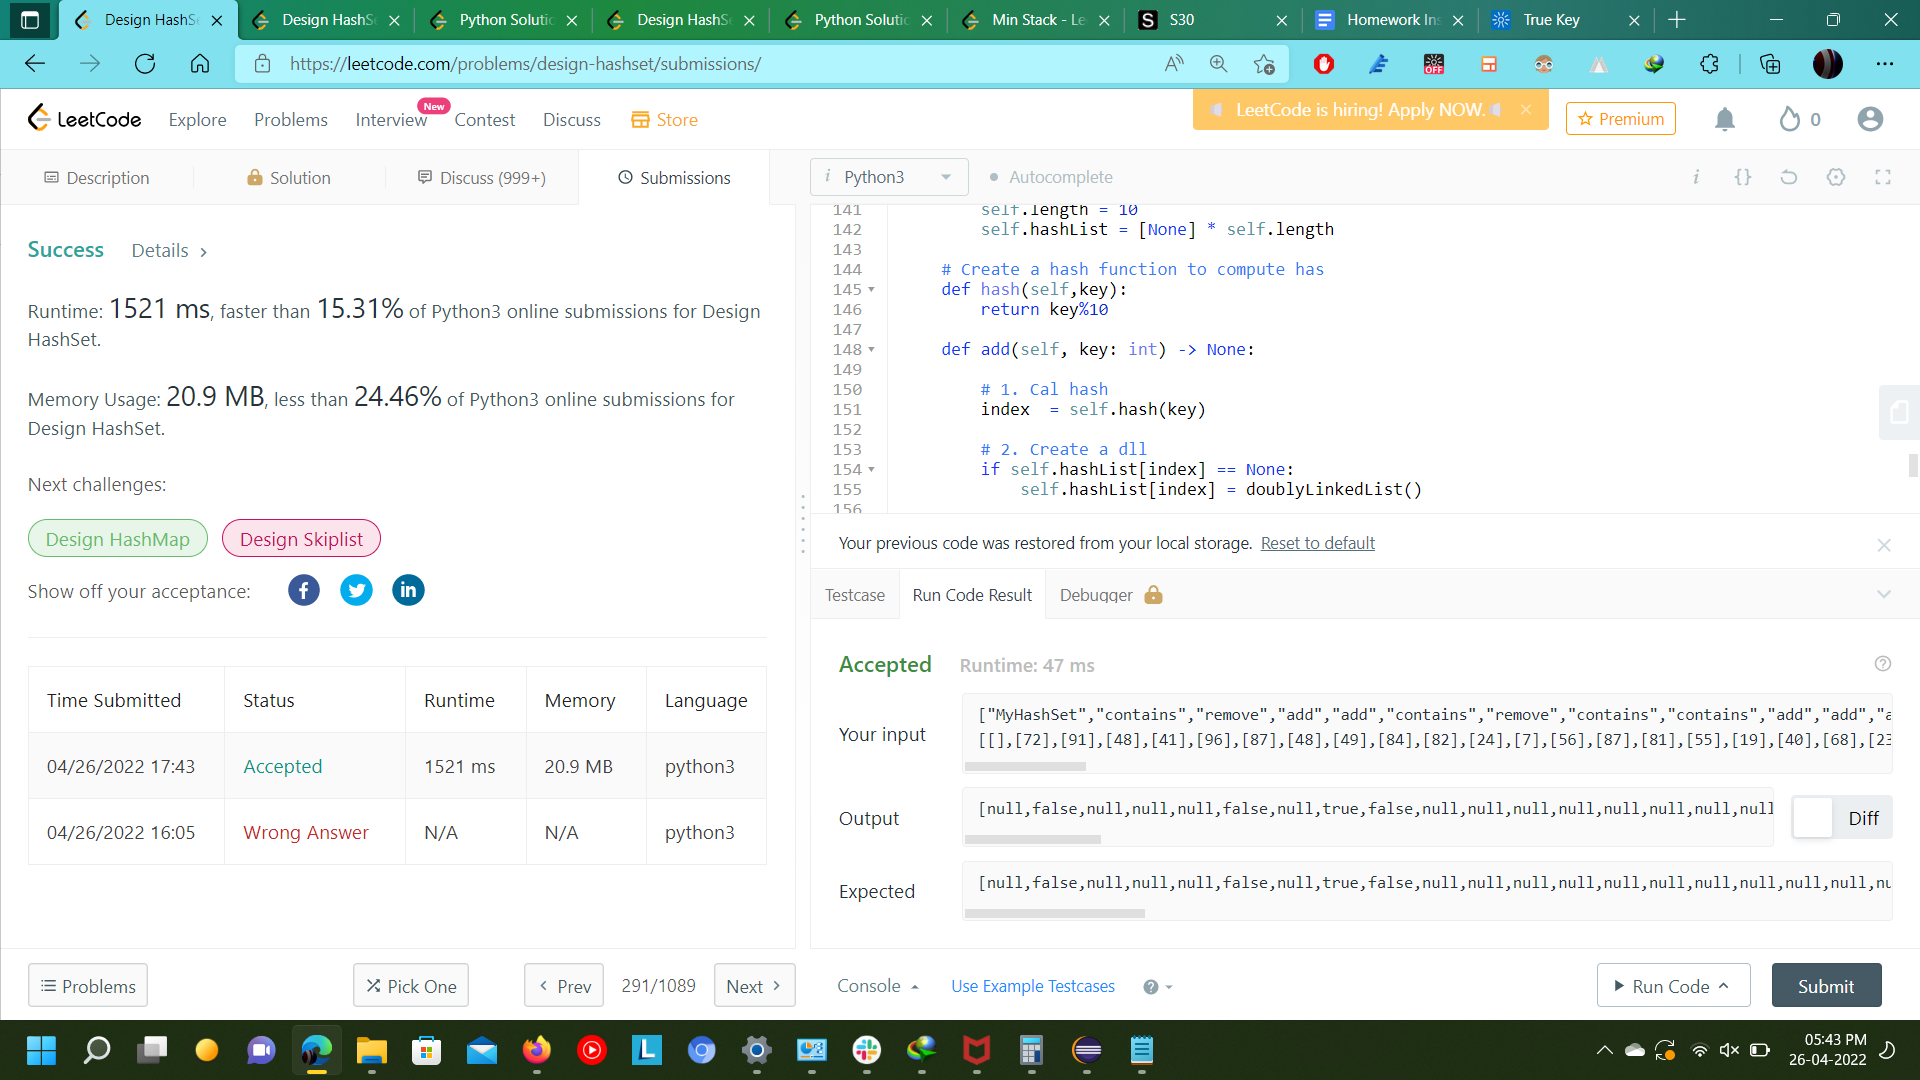 Design HashSe
Design HashSe
Python Solutio
Design HashSe
Python Solutio
Min Stack - Le
S30
Homework Ins
True Key
https://leetcode.com/problems/design-hashset/submissions/
LeetCode
Explore
Problems
Interview
New
Contest
Discuss
Store
LeetCode is hiring! Apply NOW.
Premium
0
Description
Solution
Discuss (999+)
Submissions
Python3
Autocomplete
Success
Details
Runtime: 1521 ms, faster than 15.31% of Python3 online submissions for Design
HashSet.
Memory Usage: 20.9 MB, less than 24.46% of Python3 online submissions for
Design HashSet.
Next challenges:
Design HashMap
Design Skiplist
Show off your acceptance:
Time Submitted Status Runtime Memory Language
04/26/2022 17:43 Accepted 1521 ms 20.9 MB python3
04/26/2022 16:05 Wrong Answer N/A N/A python3
141 self.length = 10
142 self.hashList = [None] * self.length
143
144 # Create a hash function to compute has
145 def hash(self,key):
146 return key%10
147
148 def add(self, key: int) -> None:
149
150 # 1. Cal hash
151 index  = self.hash(key)
152
153 # 2. Create a dll
154 if self.hashList[index] == None:
155 self.hashList[index] = doublyLinkedList()
156
Your previous code was restored from your local storage. Reset to default
Testcase
Run Code Result
Debugger
Accepted
Runtime: 47 ms
Your input
["MyHashSet","contains","remove","add","add","contains","remove","contains","contains","add","add","a
[[],[72],[91],[48],[41],[96],[87],[48],[49],[84],[82],[24],[7],[56],[87],[81],[55],[19],[40],[68],[23
Output
[null,false,null,null,null,false,null,true,false,null,null,null,null,null,null,null,null
Diff
Expected
[null,false,null,null,null,false,null,true,false,null,null,null,null,null,null,null,null,null,null,nu
Problems
Pick One
Prev
291/1089
Next
Console
Use Example Testcases
Run Code
Submit
05:43 PM
26-04-2022